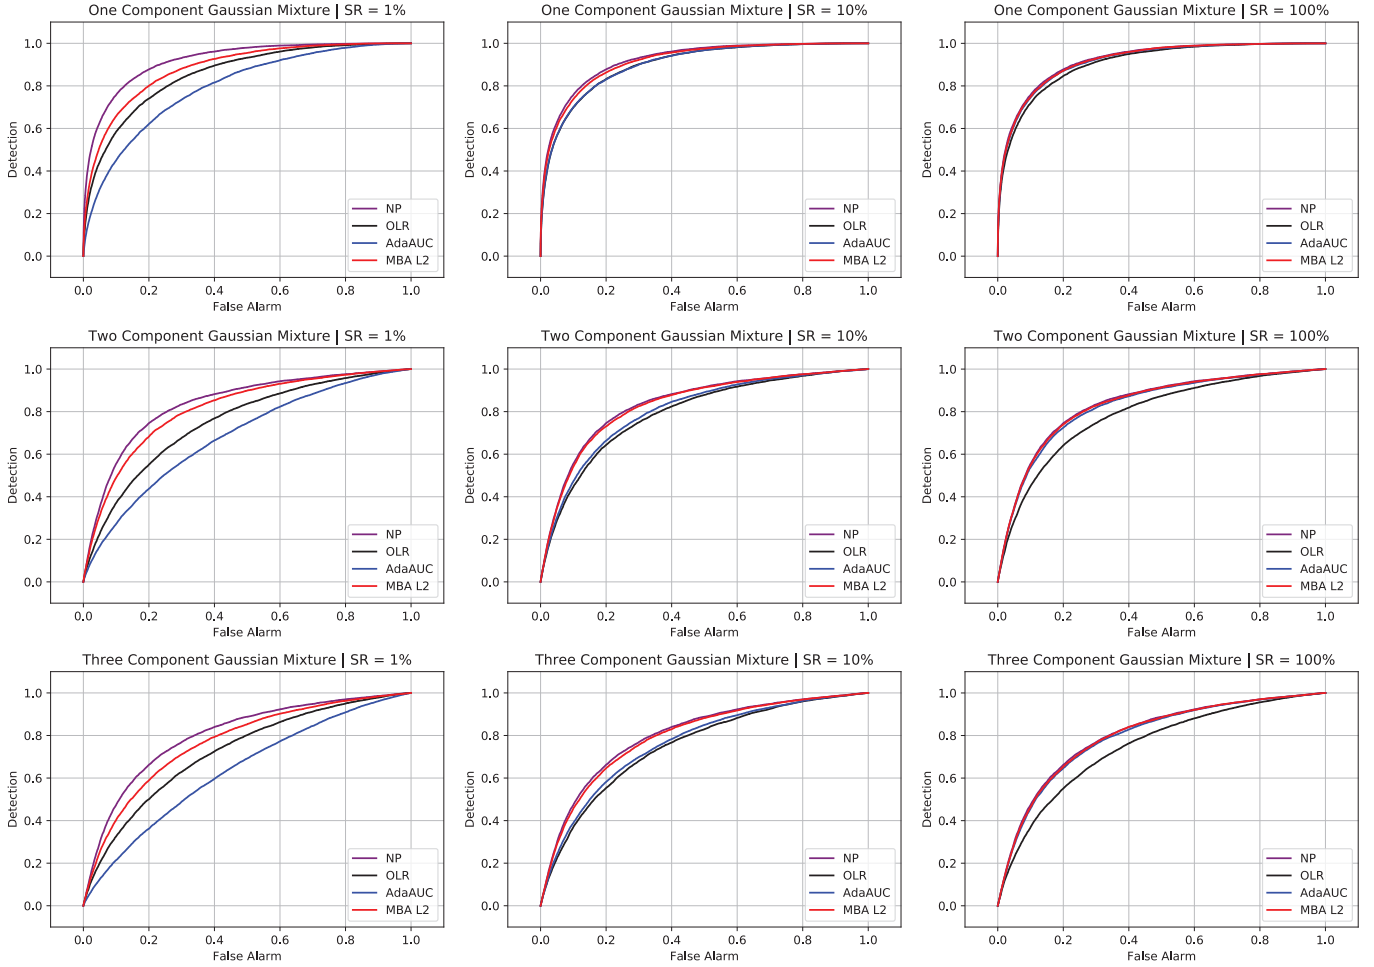 One Component Gaussian Mixture | SR = 1%
1.0
0.8
0.6
0.4
0.2
0.0
Detection
NP
OLR
AdaAUC
MBA L2
0.0 0.2 0.4 0.6 0.8 1.0
False Alarm
One Component Gaussian Mixture | SR = 10%
1.0
0.8
0.6
0.4
0.2
0.0
Detection
NP
OLR
AdaAUC
MBA L2
0.0 0.2 0.4 0.6 0.8 1.0
False Alarm
One Component Gaussian Mixture | SR = 100%
1.0
0.8
0.6
0.4
0.2
0.0
Detection
NP
OLR
AdaAUC
MBA L2
0.0 0.2 0.4 0.6 0.8 1.0
False Alarm
Two Component Gaussian Mixture | SR = 1%
1.0
0.8
0.6
0.4
0.2
0.0
Detection
NP
OLR
AdaAUC
MBA L2
0.0 0.2 0.4 0.6 0.8 1.0
False Alarm
Two Component Gaussian Mixture | SR = 10%
1.0
0.8
0.6
0.4
0.2
0.0
Detection
NP
OLR
AdaAUC
MBA L2
0.0 0.2 0.4 0.6 0.8 1.0
False Alarm
Two Component Gaussian Mixture | SR = 100%
1.0
0.8
0.6
0.4
0.2
0.0
Detection
NP
OLR
AdaAUC
MBA L2
0.0 0.2 0.4 0.6 0.8 1.0
False Alarm
Three Component Gaussian Mixture | SR = 1%
1.0
0.8
0.6
0.4
0.2
0.0
Detection
NP
OLR
AdaAUC
MBA L2
0.0 0.2 0.4 0.6 0.8 1.0
False Alarm
Three Component Gaussian Mixture | SR = 10%
1.0
0.8
0.6
0.4
0.2
0.0
Detection
NP
OLR
AdaAUC
MBA L2
0.0 0.2 0.4 0.6 0.8 1.0
False Alarm
Three Component Gaussian Mixture | SR = 100%
1.0
0.8
0.6
0.4
0.2
0.0
Detection
NP
OLR
AdaAUC
MBA L2
0.0 0.2 0.4 0.6 0.8 1.0
False Alarm